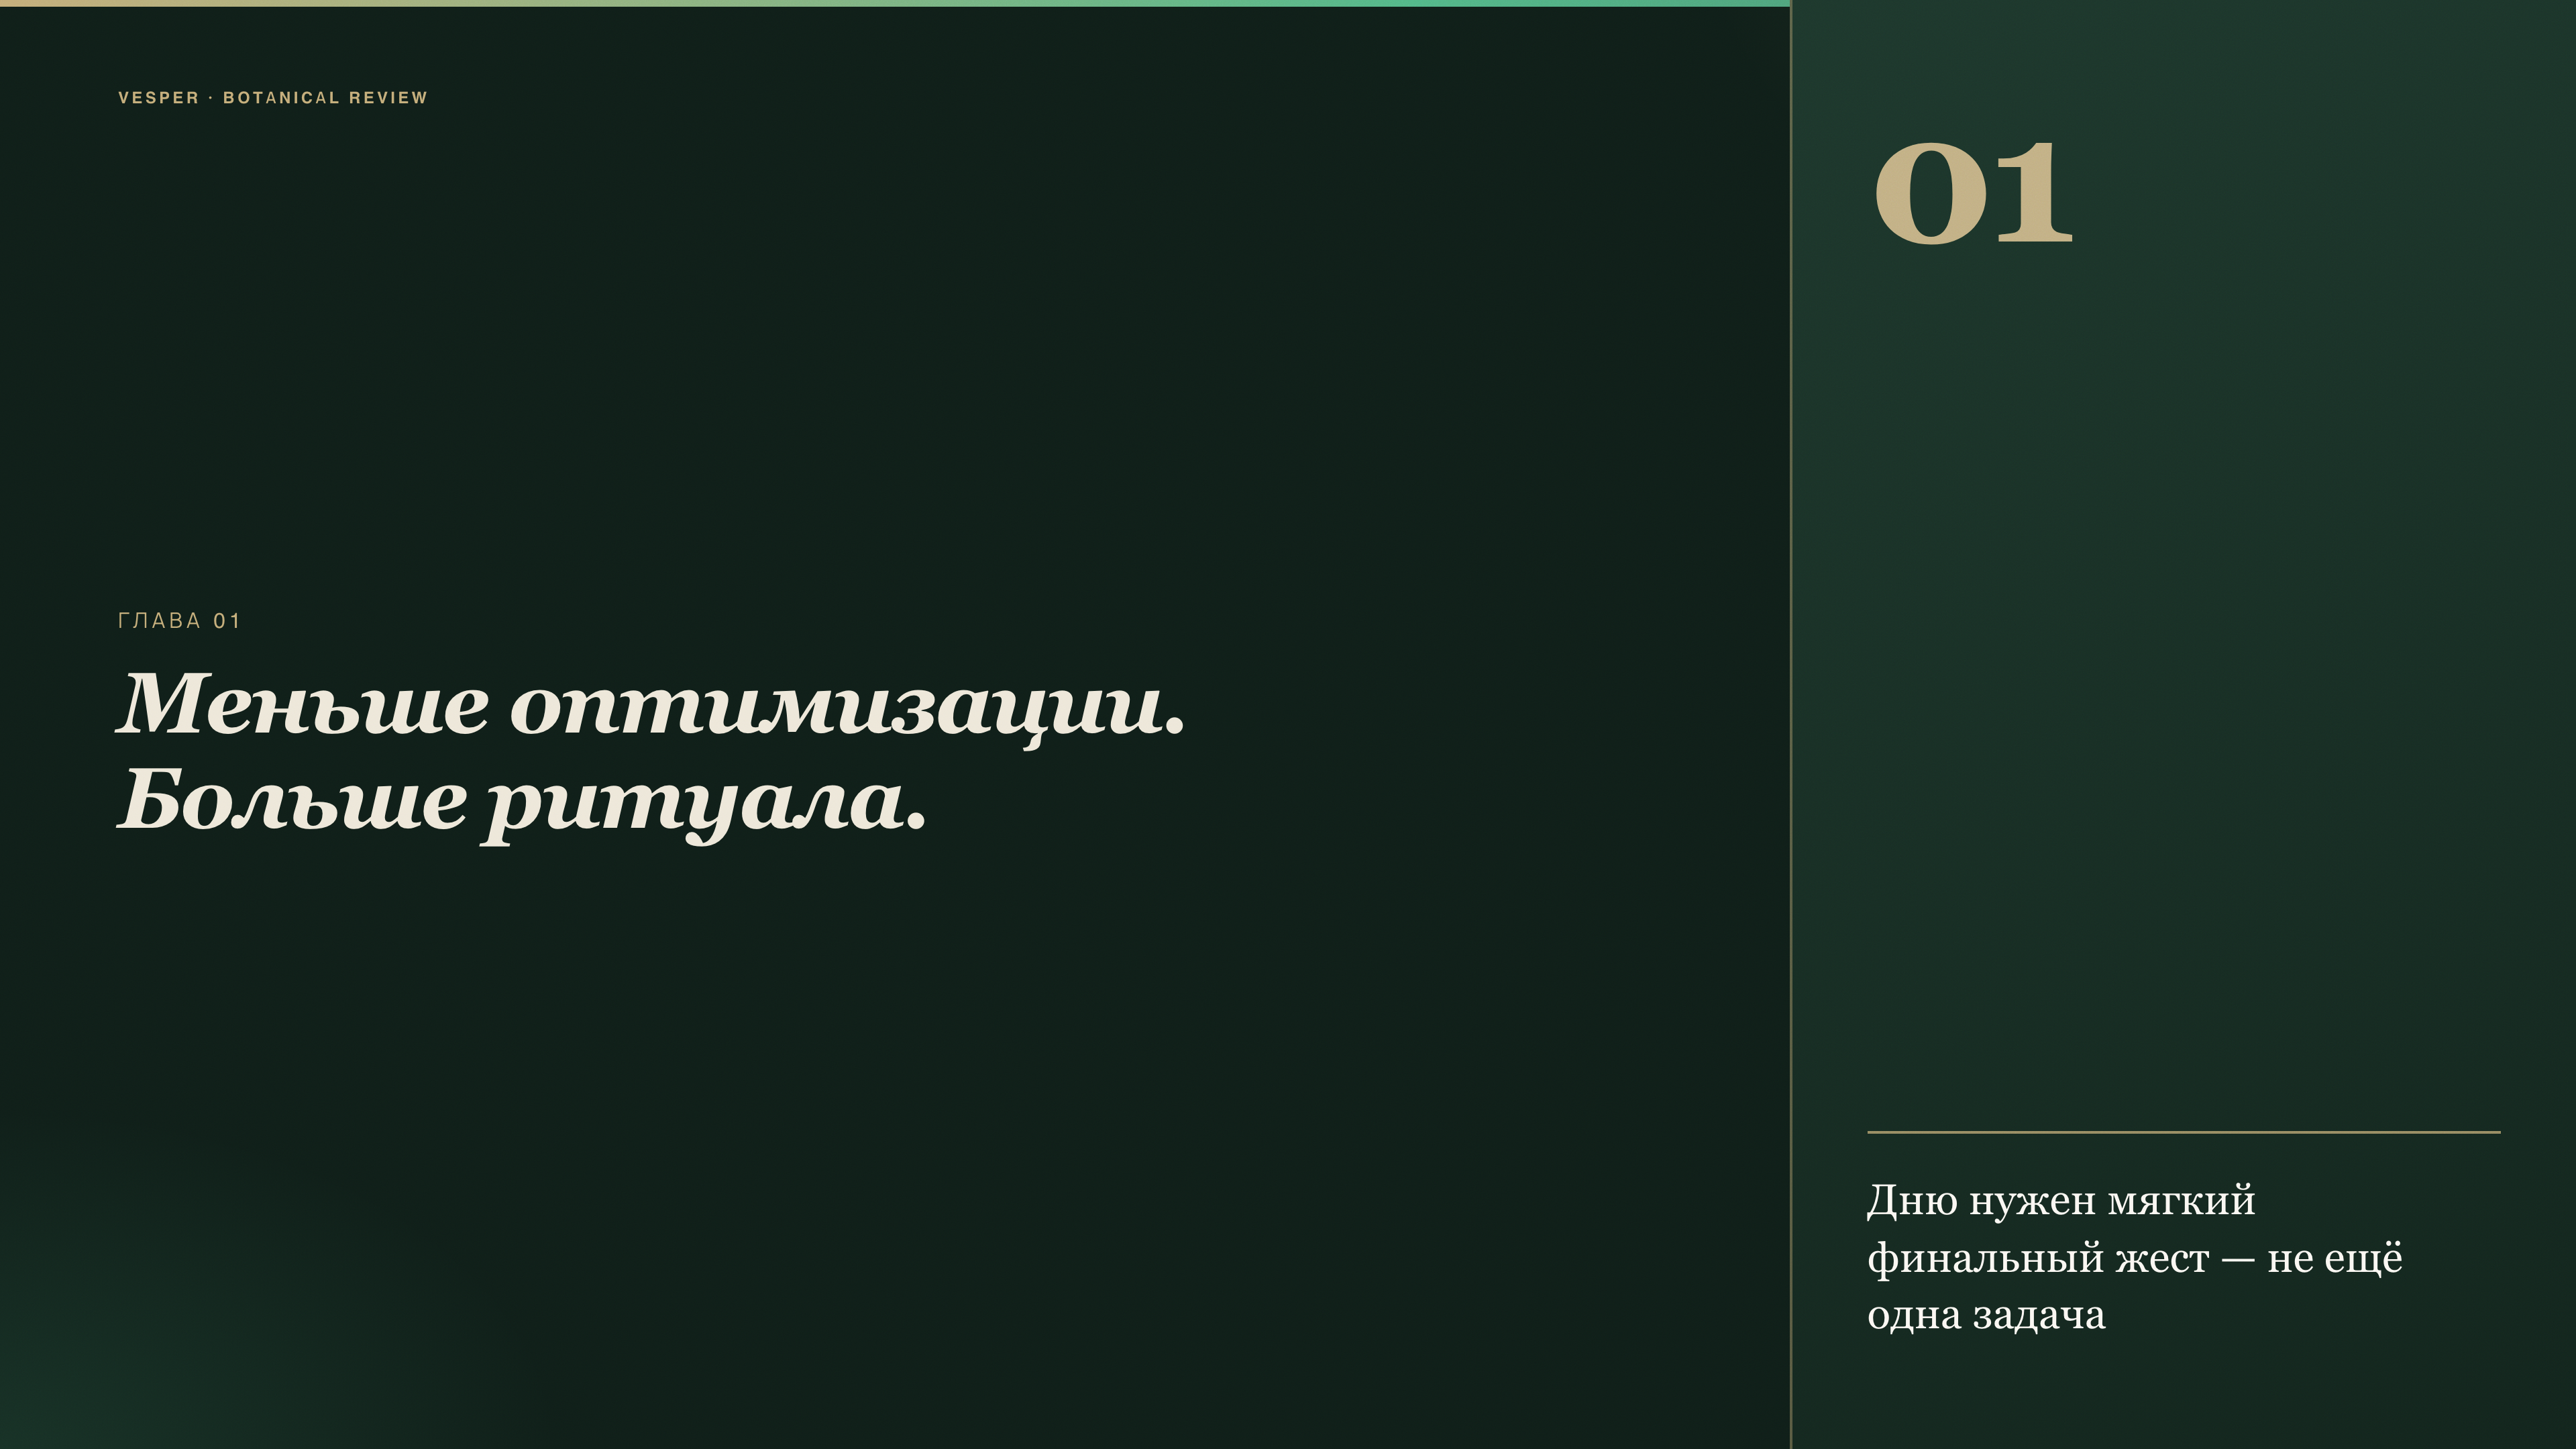 VESPER · BOTANICAL REVIEW
ГЛАВА 01
Меньше оптимизации.
Больше ритуала.
01
Дню нужен мягкий
финальный жест — не ещё
одна задача